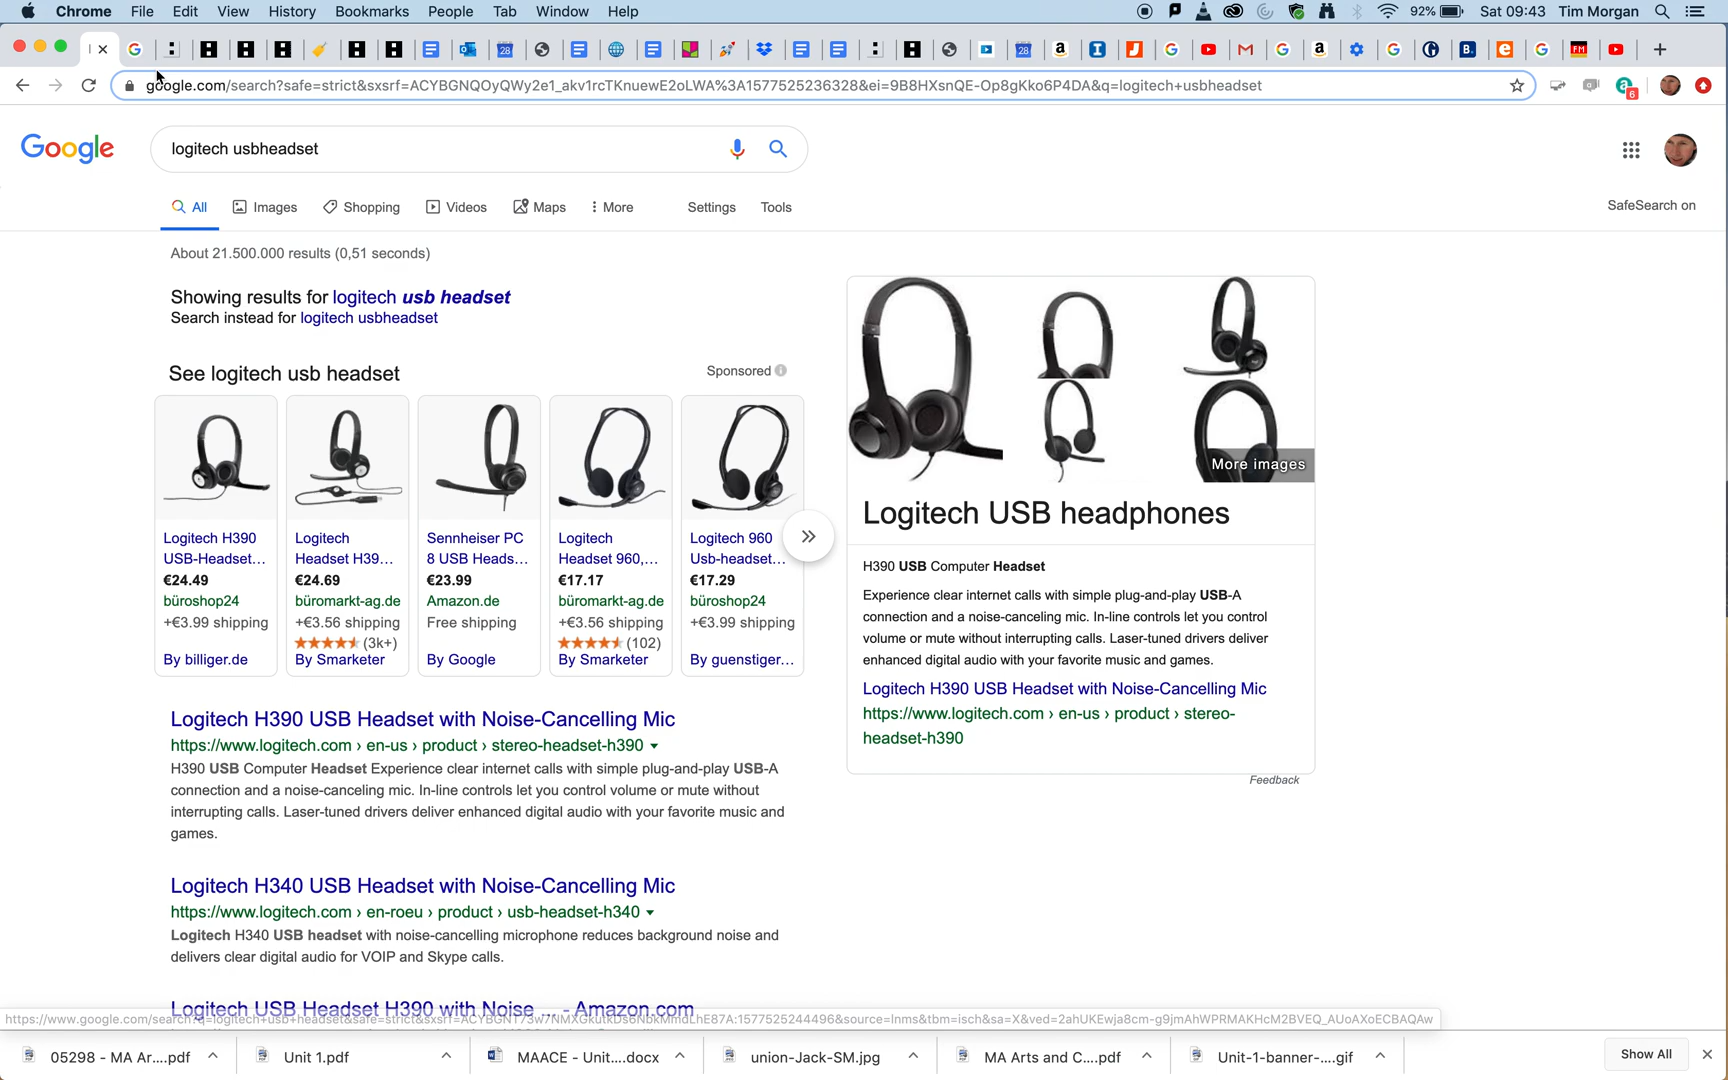 Chrome File Edit View History Bookmarks People Tab Window Help
92% Sat 09:43 Tim Morgan
google.com/search?safe=strict&sxsrf=ACYBGNQOyQWy2e1_akv1rcTKnuewE2oLWA%3A1577525236328&ei=9B8HXsnQE-Op8gKko6P4DA&q=logitech+usbheadset
Google
logitech usbheadset
All Images Shopping Videos Maps More Settings Tools
SafeSearch on
About 21.500.000 results (0,51 seconds)
Showing results for logitech usb headset
Search instead for logitech usbheadset
See logitech usb headset
Sponsored
Logitech H390
USB-Headset...
€24.49
büroshop24
+€3.99 shipping
By billiger.de
Logitech
Headset H39...
€24.69
büromarkt-ag.de
+€3.56 shipping
(3k+)
By Smarketer
Sennheiser PC
8 USB Heads...
€23.99
Amazon.de
Free shipping
By Google
Logitech
Headset 960,...
€17.17
büromarkt-ag.de
+€3.56 shipping
(102)
By Smarketer
Logitech 960
Usb-headset...
€17.29
büroshop24
+€3.99 shipping
By guenstiger...
Logitech H390 USB Headset with Noise-Cancelling Mic
https://www.logitech.com › en-us › product › stereo-headset-h390
H390 USB Computer Headset Experience clear internet calls with simple plug-and-play USB-A
connection and a noise-canceling mic. In-line controls let you control volume or mute without
interrupting calls. Laser-tuned drivers deliver enhanced digital audio with your favorite music and
games.
Logitech H340 USB Headset with Noise-Cancelling Mic
https://www.logitech.com › en-roeu › product › usb-headset-h340
Logitech H340 USB headset with noise-cancelling microphone reduces background noise and
delivers clear digital audio for VOIP and Skype calls.
Logitech USB Headset H390 with Noise ... - Amazon.com
More images
Logitech USB headphones
H390 USB Computer Headset
Experience clear internet calls with simple plug-and-play USB-A
connection and a noise-canceling mic. In-line controls let you control
volume or mute without interrupting calls. Laser-tuned drivers deliver
enhanced digital audio with your favorite music and games.
Logitech H390 USB Headset with Noise-Cancelling Mic
https://www.logitech.com › en-us › product › stereo-
headset-h390
Feedback
05298 - MA Ar....pdf
Unit 1.pdf
MAACE - Unit....docx
union-Jack-SM.jpg
MA Arts and C....pdf
Unit-1-banner-....gif
Show All